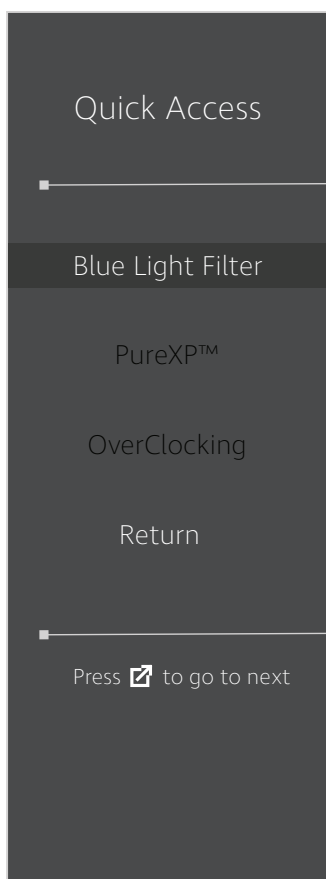 Quick Access
Blue Light Filter
PureXP™
OverClocking
Return
Press to go to next